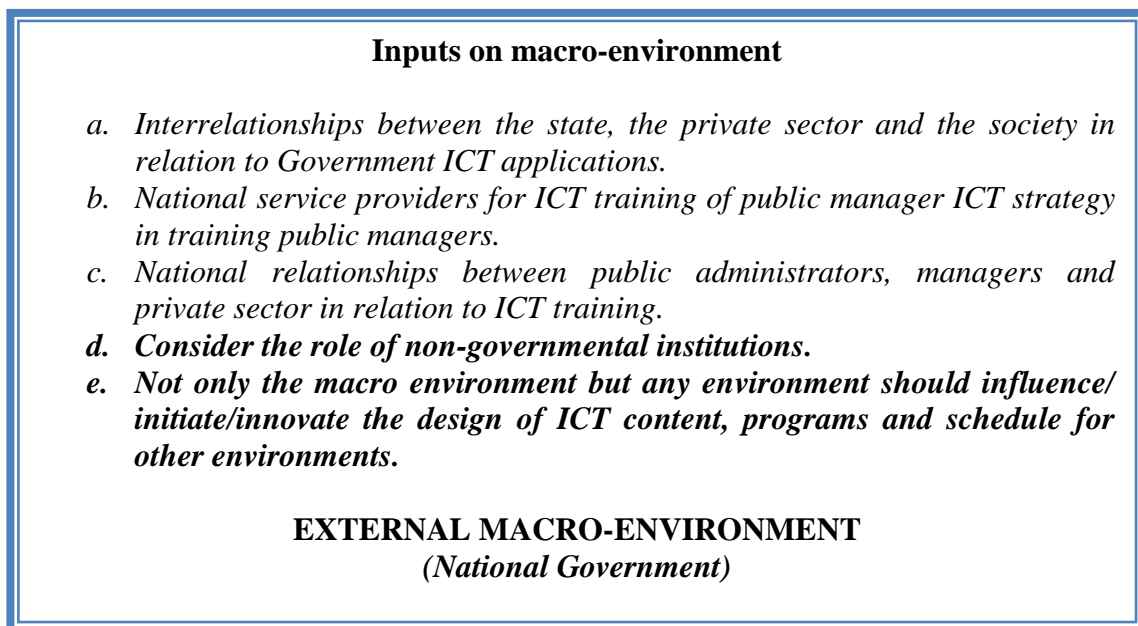 Inputs on macro-environment
a. Interrelationships between the state, the private sector and the society in
relation to Government ICT applications.
b. National service providers for ICT training of public manager ICT strategy
in training public managers.
c. National relationships between public administrators, managers and
private sector in relation to ICT training.
d. Consider the role of non-governmental institutions.
e. Not only the macro environment but any environment should influence/
initiate/innovate the design of ICT content, programs and schedule for
other environments.
EXTERNAL MACRO-ENVIRONMENT
(National Government)